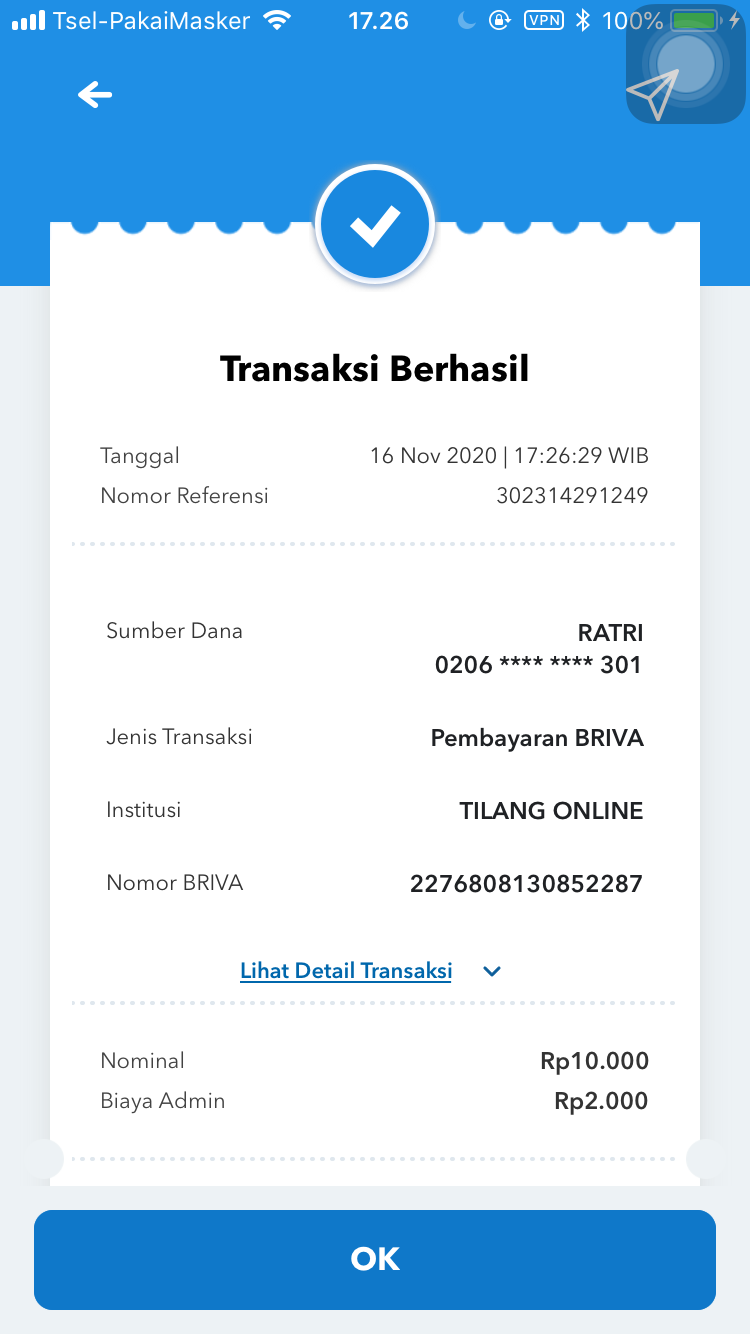 Tsel-PakaiMasker 17.26 VPN 100%
Transaksi Berhasil
Tanggal 16 Nov 2020 | 17:26:29 WIB
Nomor Referensi 302314291249
Sumber Dana RATRI
0206 **** **** 301
Jenis Transaksi Pembayaran BRIVA
Institusi TILANG ONLINE
Nomor BRIVA 2276808130852287
Lihat Detail Transaksi
Nominal Rp10.000
Biaya Admin Rp2.000
OK